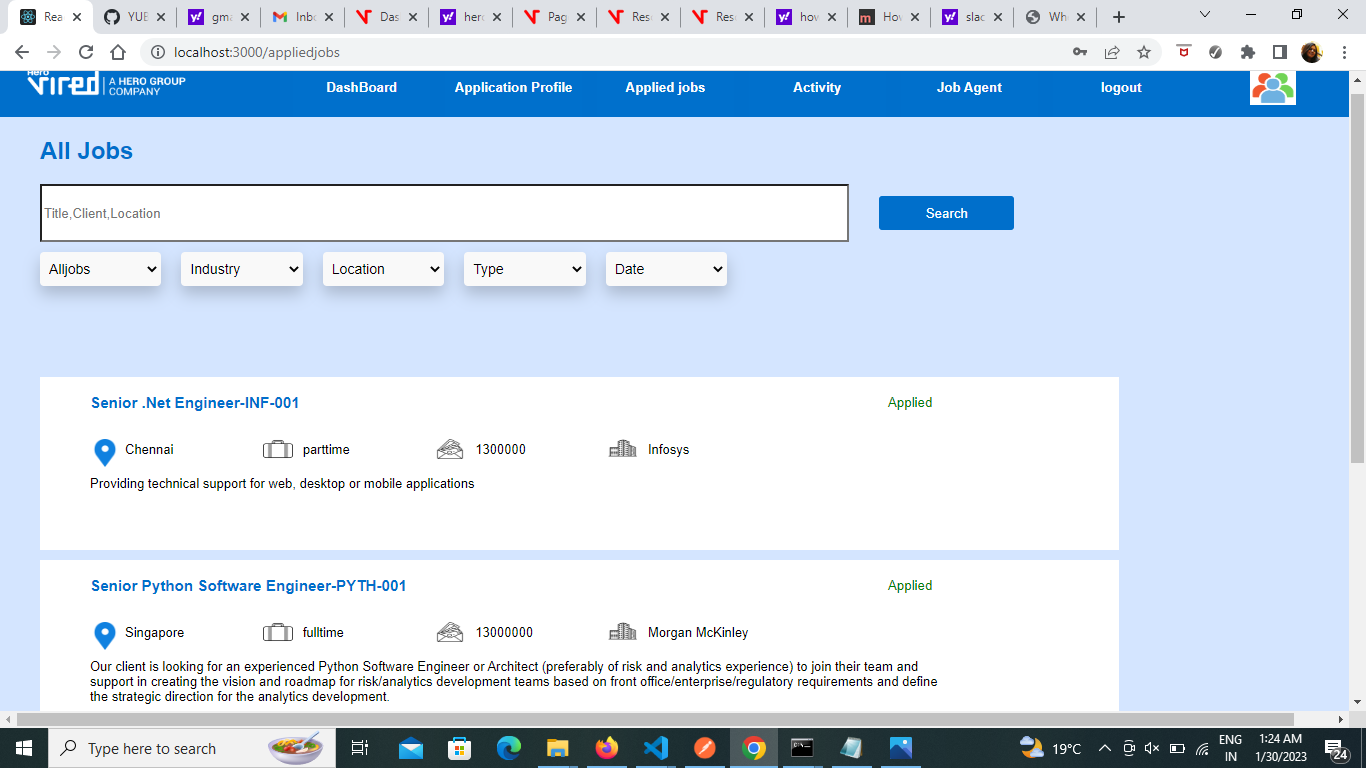 Rea
YUE
gma
Inbo
Das
hero
Pag
Res
Res
how
Hov
slac
Wh
localhost:3000/appliedjobs
Hero
vired A HERO GROUP
COMPANY
DashBoard Application Profile Applied jobs Activity Job Agent logout
All Jobs
Title,Client,Location
Search
Alljobs Industry Location Type Date
Senior .Net Engineer-INF-001 Applied
Chennai parttime 1300000 Infosys
Providing technical support for web, desktop or mobile applications
Senior Python Software Engineer-PYTH-001 Applied
Singapore fulltime 13000000 Morgan McKinley
Our client is looking for an experienced Python Software Engineer or Architect (preferably of risk and analytics experience) to join their team and
support in creating the vision and roadmap for risk/analytics development teams based on front office/enterprise/regulatory requirements and define
the strategic direction for the analytics development.
Type here to search
19°C
ENG
IN
1:24 AM
1/30/2023
24